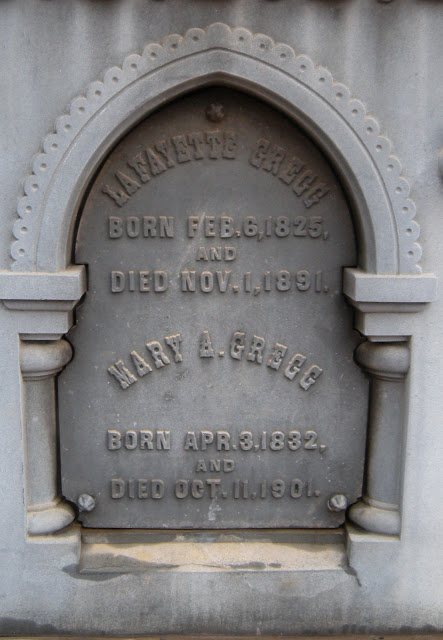 LAFAYETTE GREGG
BORN FEB. 6, 1825,
AND
DIED NOV. 1, 1891.
MARY A. GREGG
BORN APR. 3, 1832,
AND
DIED OCT. 11, 1901.